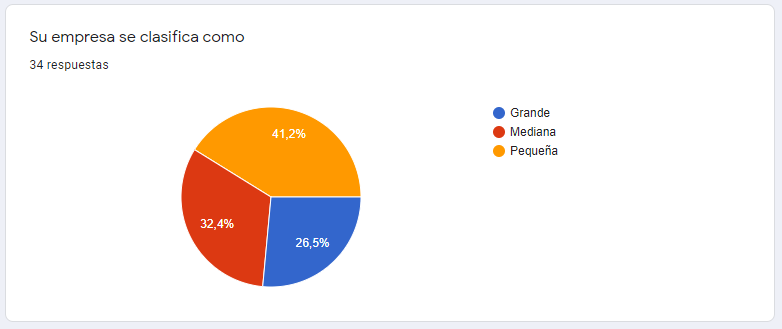 Su empresa se clasifica como
34 respuestas
41,2%
32,4%
26,5%
Grande
Mediana
Pequeña